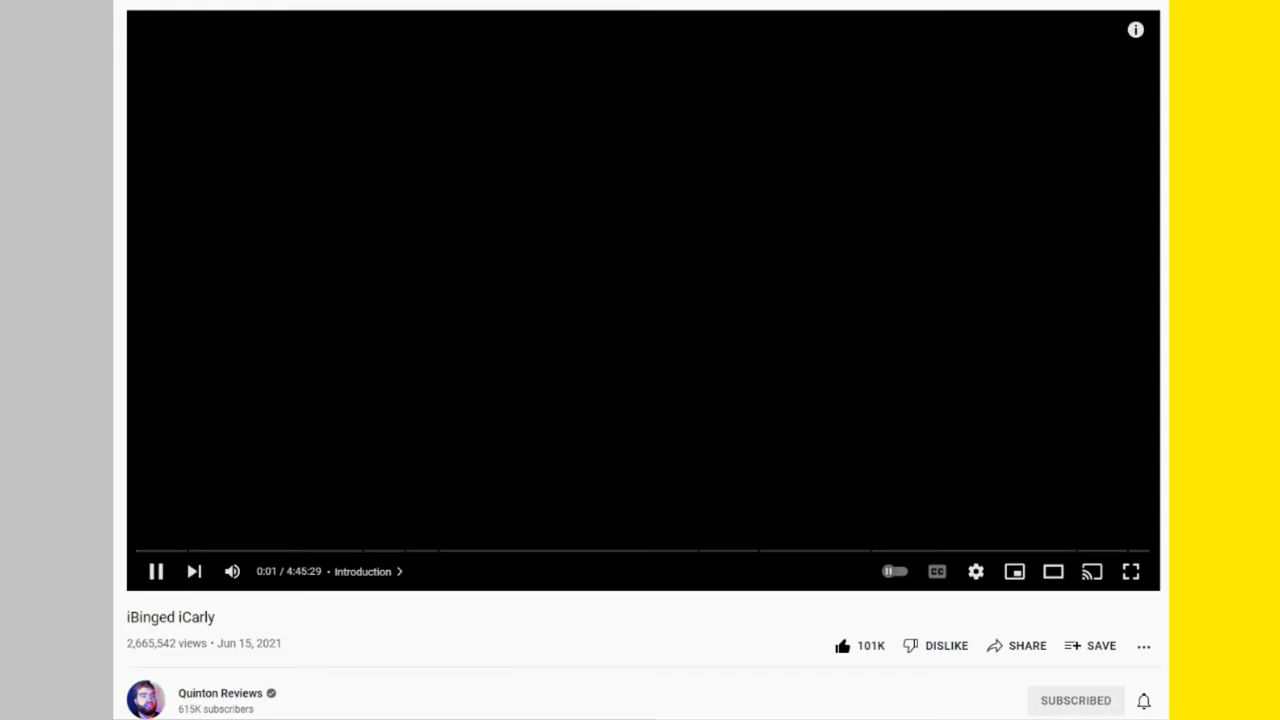 0:01 / 4:45:29 • Introduction
CC
iBinged iCarly
2,665,542 views • Jun 15, 2021
101K DISLIKE SHARE SAVE
Quinton Reviews
615K subscribers
SUBSCRIBED